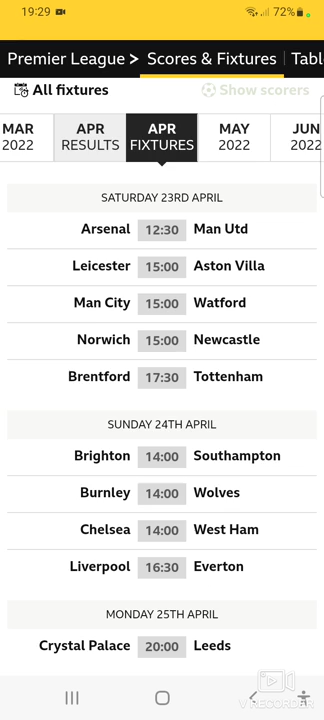 19:29 72%
Premier League > Scores & Fixtures Tabl
All fixtures Show scorers
MAR APR APR MAY JUN
2022 RESULTS FIXTURES 2022 2022
SATURDAY 23RD APRIL
Arsenal 12:30 Man Utd
Leicester 15:00 Aston Villa
Man City 15:00 Watford
Norwich 15:00 Newcastle
Brentford 17:30 Tottenham
SUNDAY 24TH APRIL
Brighton 14:00 Southampton
Burnley 14:00 Wolves
Chelsea 14:00 West Ham
Liverpool 16:30 Everton
MONDAY 25TH APRIL
Crystal Palace 20:00 Leeds
V RECORDER